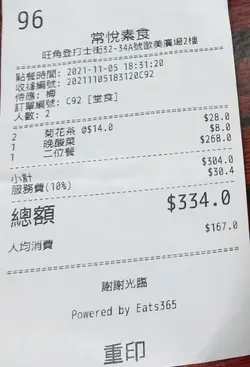 96
常悅素食
旺角登打士街32-34A號歐美廣場2樓
點餐時間: 2021-11-05 18:31:20
收據編號: 20211105183120C92
侍應: 梅
訂單編號: C92 [堂食]
人數: 2
2 菊花茶 @$14.0 $28.0
1 晚酸菜 $8.0
1 二位餐 $268.0
小計 $304.0
服務費(10%) $30.4
總額 $334.0
人均消費 $167.0
謝謝光臨
Powered by Eats365
重印